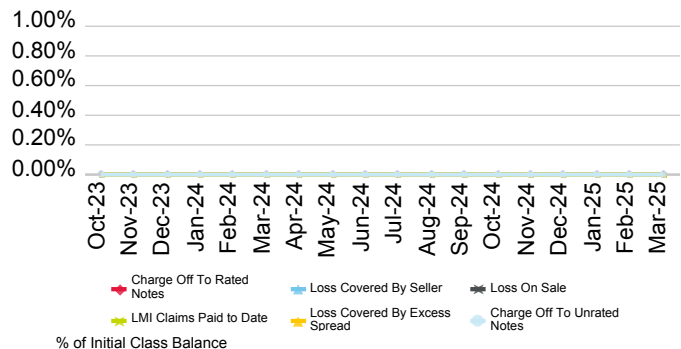 1.00%
0.80%
0.60%
0.40%
0.20%
0.00%
Oct-23
Nov-23
Dec-23
Jan-24
Feb-24
Mar-24
Apr-24
May-24
Jun-24
Jul-24
Aug-24
Sep-24
Oct-24
Nov-24
Dec-24
Jan-25
Feb-25
Mar-25
Charge Off To Rated
Notes
Loss Covered By Seller
Loss On Sale
LMI Claims Paid to Date
Loss Covered By Excess
Spread
Charge Off To Unrated
Notes
% of Initial Class Balance